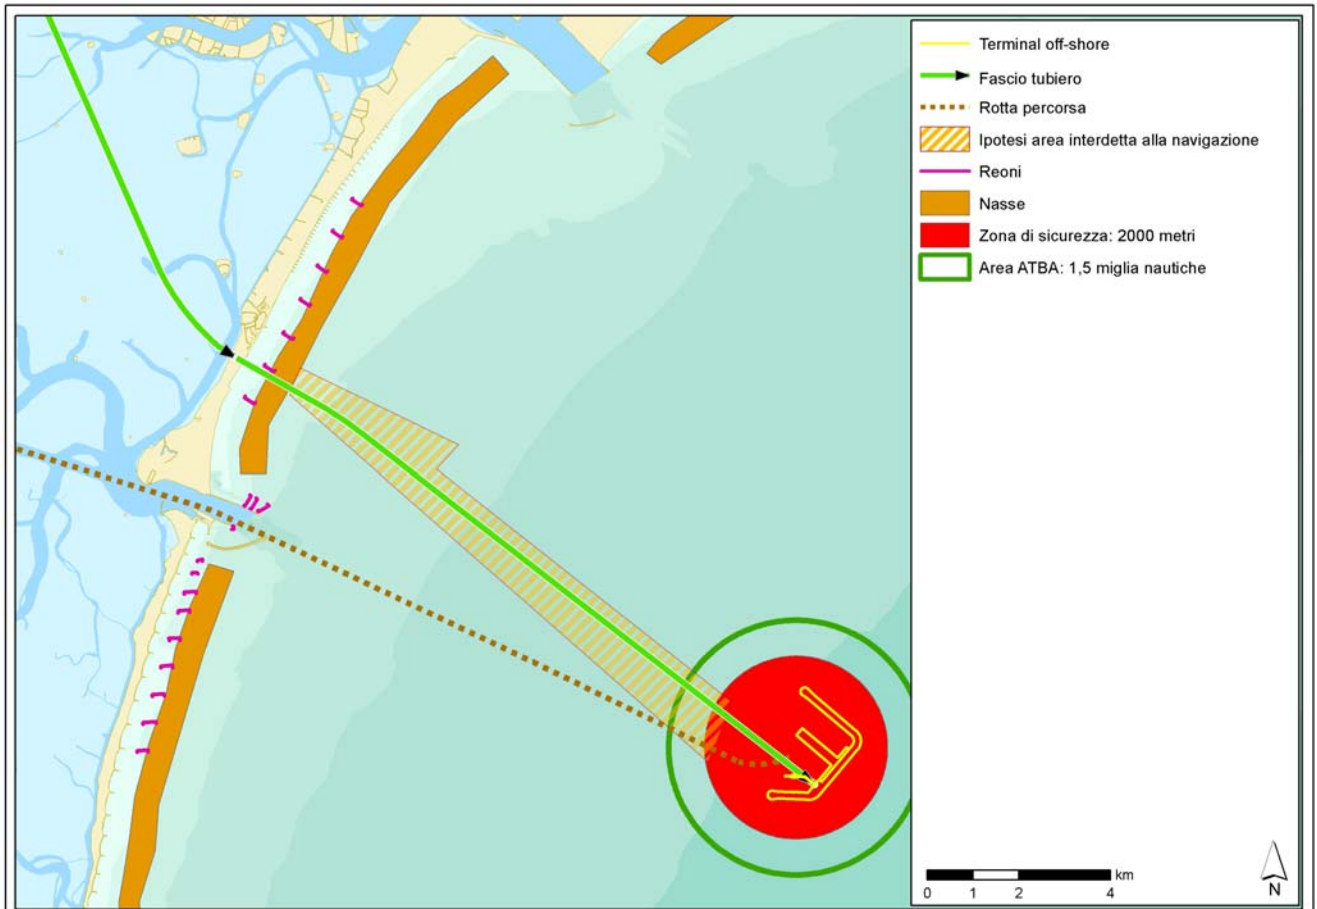 Terminal off-shore
Fascio tubiero
Rotta percorsa
Ipotesi area interdetta alla navigazione
Reoni
Nasse
Zona di sicurezza: 2000 metri
Area ATBA: 1,5 miglia nautiche
km
0 1 2 4
N